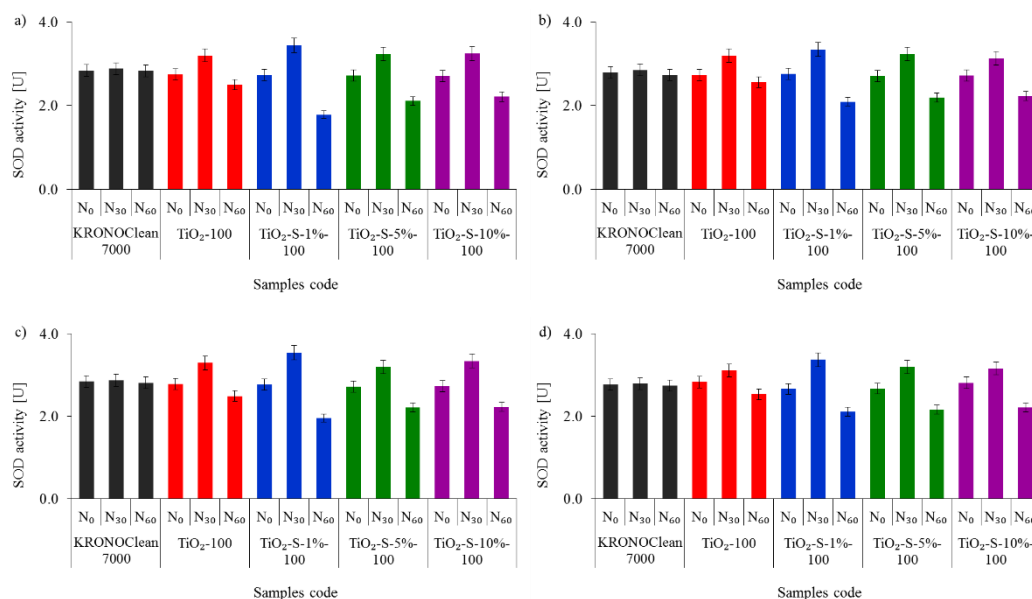 a)
4.0
2.0
0.0
SOD activity [U]
N₀ N₃₀ N₆₀ N₀ N₃₀ N₆₀ N₀ N₃₀ N₆₀ N₀ N₃₀ N₆₀ N₀ N₃₀ N₆₀
KRONOClean TiO₂-100 TiO₂-S-1%- TiO₂-S-5%- TiO₂-S-10%-
7000 100 100 100
Samples code
b)
4.0
2.0
0.0
SOD activity [U]
N₀ N₃₀ N₆₀ N₀ N₃₀ N₆₀ N₀ N₃₀ N₆₀ N₀ N₃₀ N₆₀ N₀ N₃₀ N₆₀
KRONOClean TiO₂-100 TiO₂-S-1%- TiO₂-S-5%- TiO₂-S-10%-
7000 100 100 100
Samples code
c)
4.0
2.0
0.0
SOD activity [U]
N₀ N₃₀ N₆₀ N₀ N₃₀ N₆₀ N₀ N₃₀ N₆₀ N₀ N₃₀ N₆₀ N₀ N₃₀ N₆₀
KRONOClean TiO₂-100 TiO₂-S-1%- TiO₂-S-5%- TiO₂-S-10%-
7000 100 100 100
Samples code
d)
4.0
2.0
0.0
SOD activity [U]
N₀ N₃₀ N₆₀ N₀ N₃₀ N₆₀ N₀ N₃₀ N₆₀ N₀ N₃₀ N₆₀ N₀ N₃₀ N₆₀
KRONOClean TiO₂-100 TiO₂-S-1%- TiO₂-S-5%- TiO₂-S-10%-
7000 100 100 100
Samples code